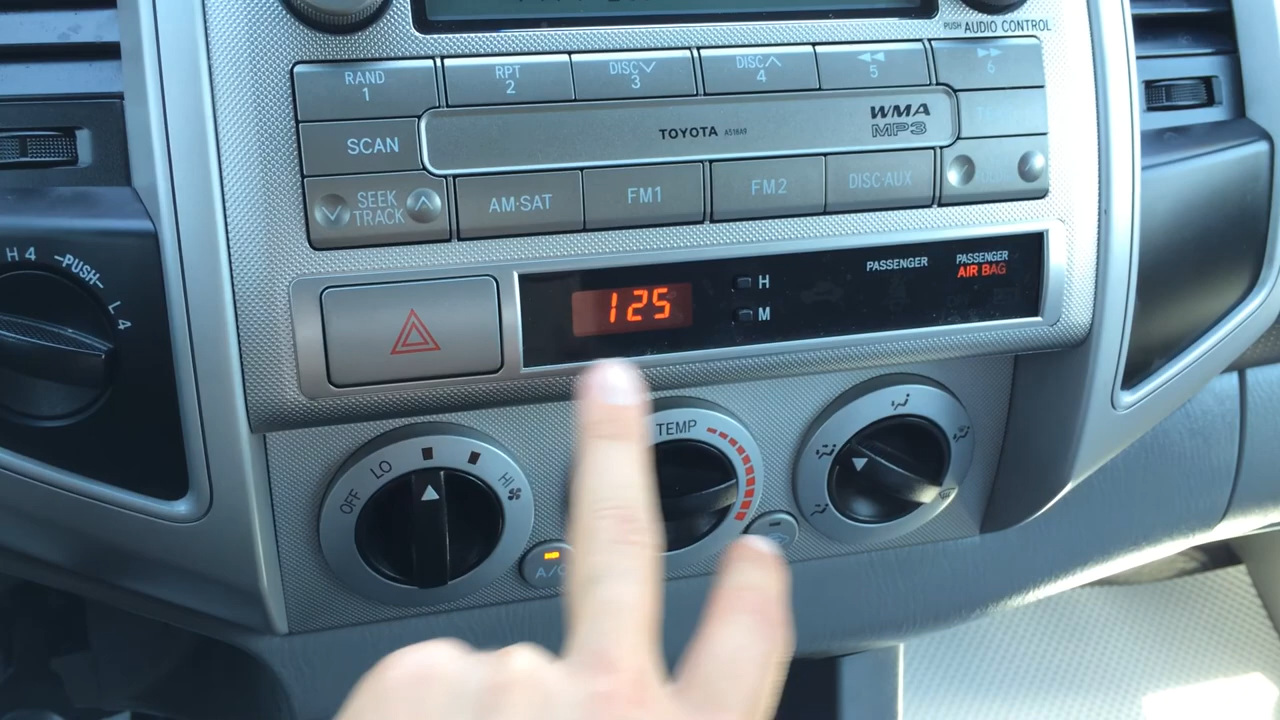 PUSH AUDIO CONTROL
RAND 1
RPT 2
DISC 3
DISC 4
5
6
SCAN
TOYOTA A518A9
WMA
MP3
SEEK
TRACK
AM·SAT
FM1
FM2
DISC·AUX
H4
PUSH
L4
125
H
M
PASSENGER
PASSENGER
AIR BAG
OFF
LO
HI
TEMP
A/C